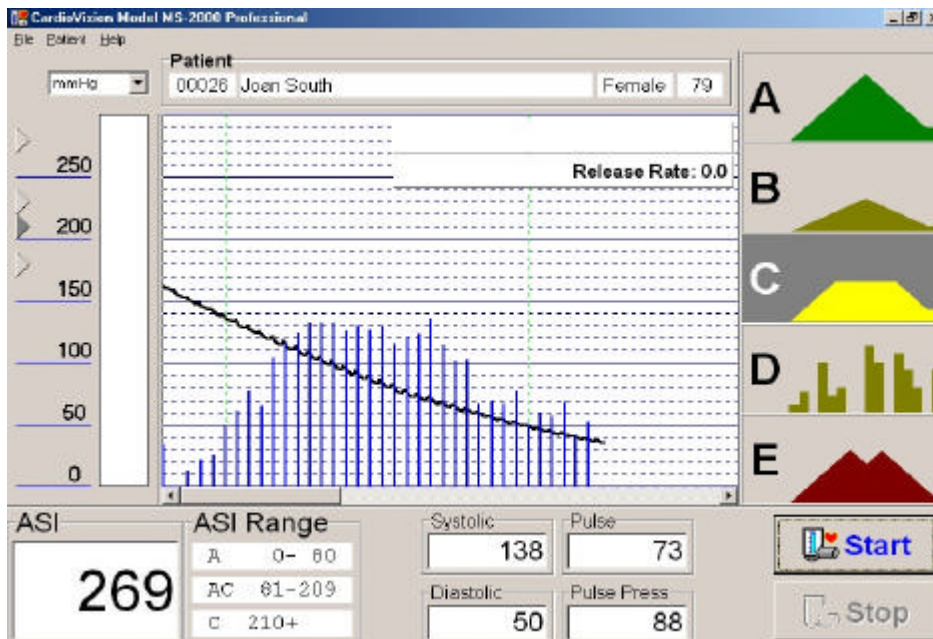 CardioVision Model MS-2000 Professional
File Patient Help
Patient
mmHg
00026 Joan South Female 79
A
250
Release Rate: 0.0
B
200
C
150
100
D
50
E
0
ASI
ASI Range
Systolic
Pulse
269
A 0- 80
AC 81-209
C 210+
138
73
Diastolic
Pulse Press
50
88
Start
Stop